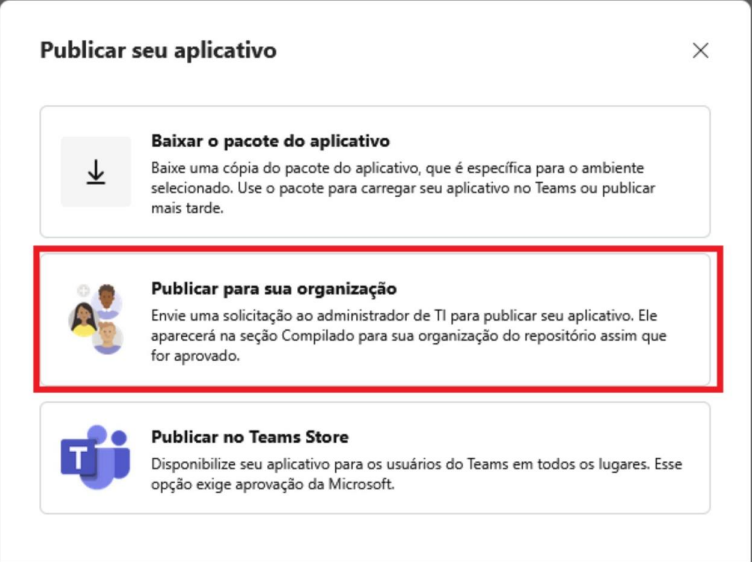 Publicar seu aplicativo
Baixar o pacote do aplicativo
Baixe uma cópia do pacote do aplicativo, que é específica para o ambiente
selecionado. Use o pacote para carregar seu aplicativo no Teams ou publicar
mais tarde.
Publicar para sua organização
Envie uma solicitação ao administrador de TI para publicar seu aplicativo. Ele
aparecerá na seção Compilado para sua organização do repositório assim que
for aprovado.
T
Publicar no Teams Store
Disponibilize seu aplicativo para os usuários do Teams em todos os lugares. Esse
opção exige aprovação da Microsoft.